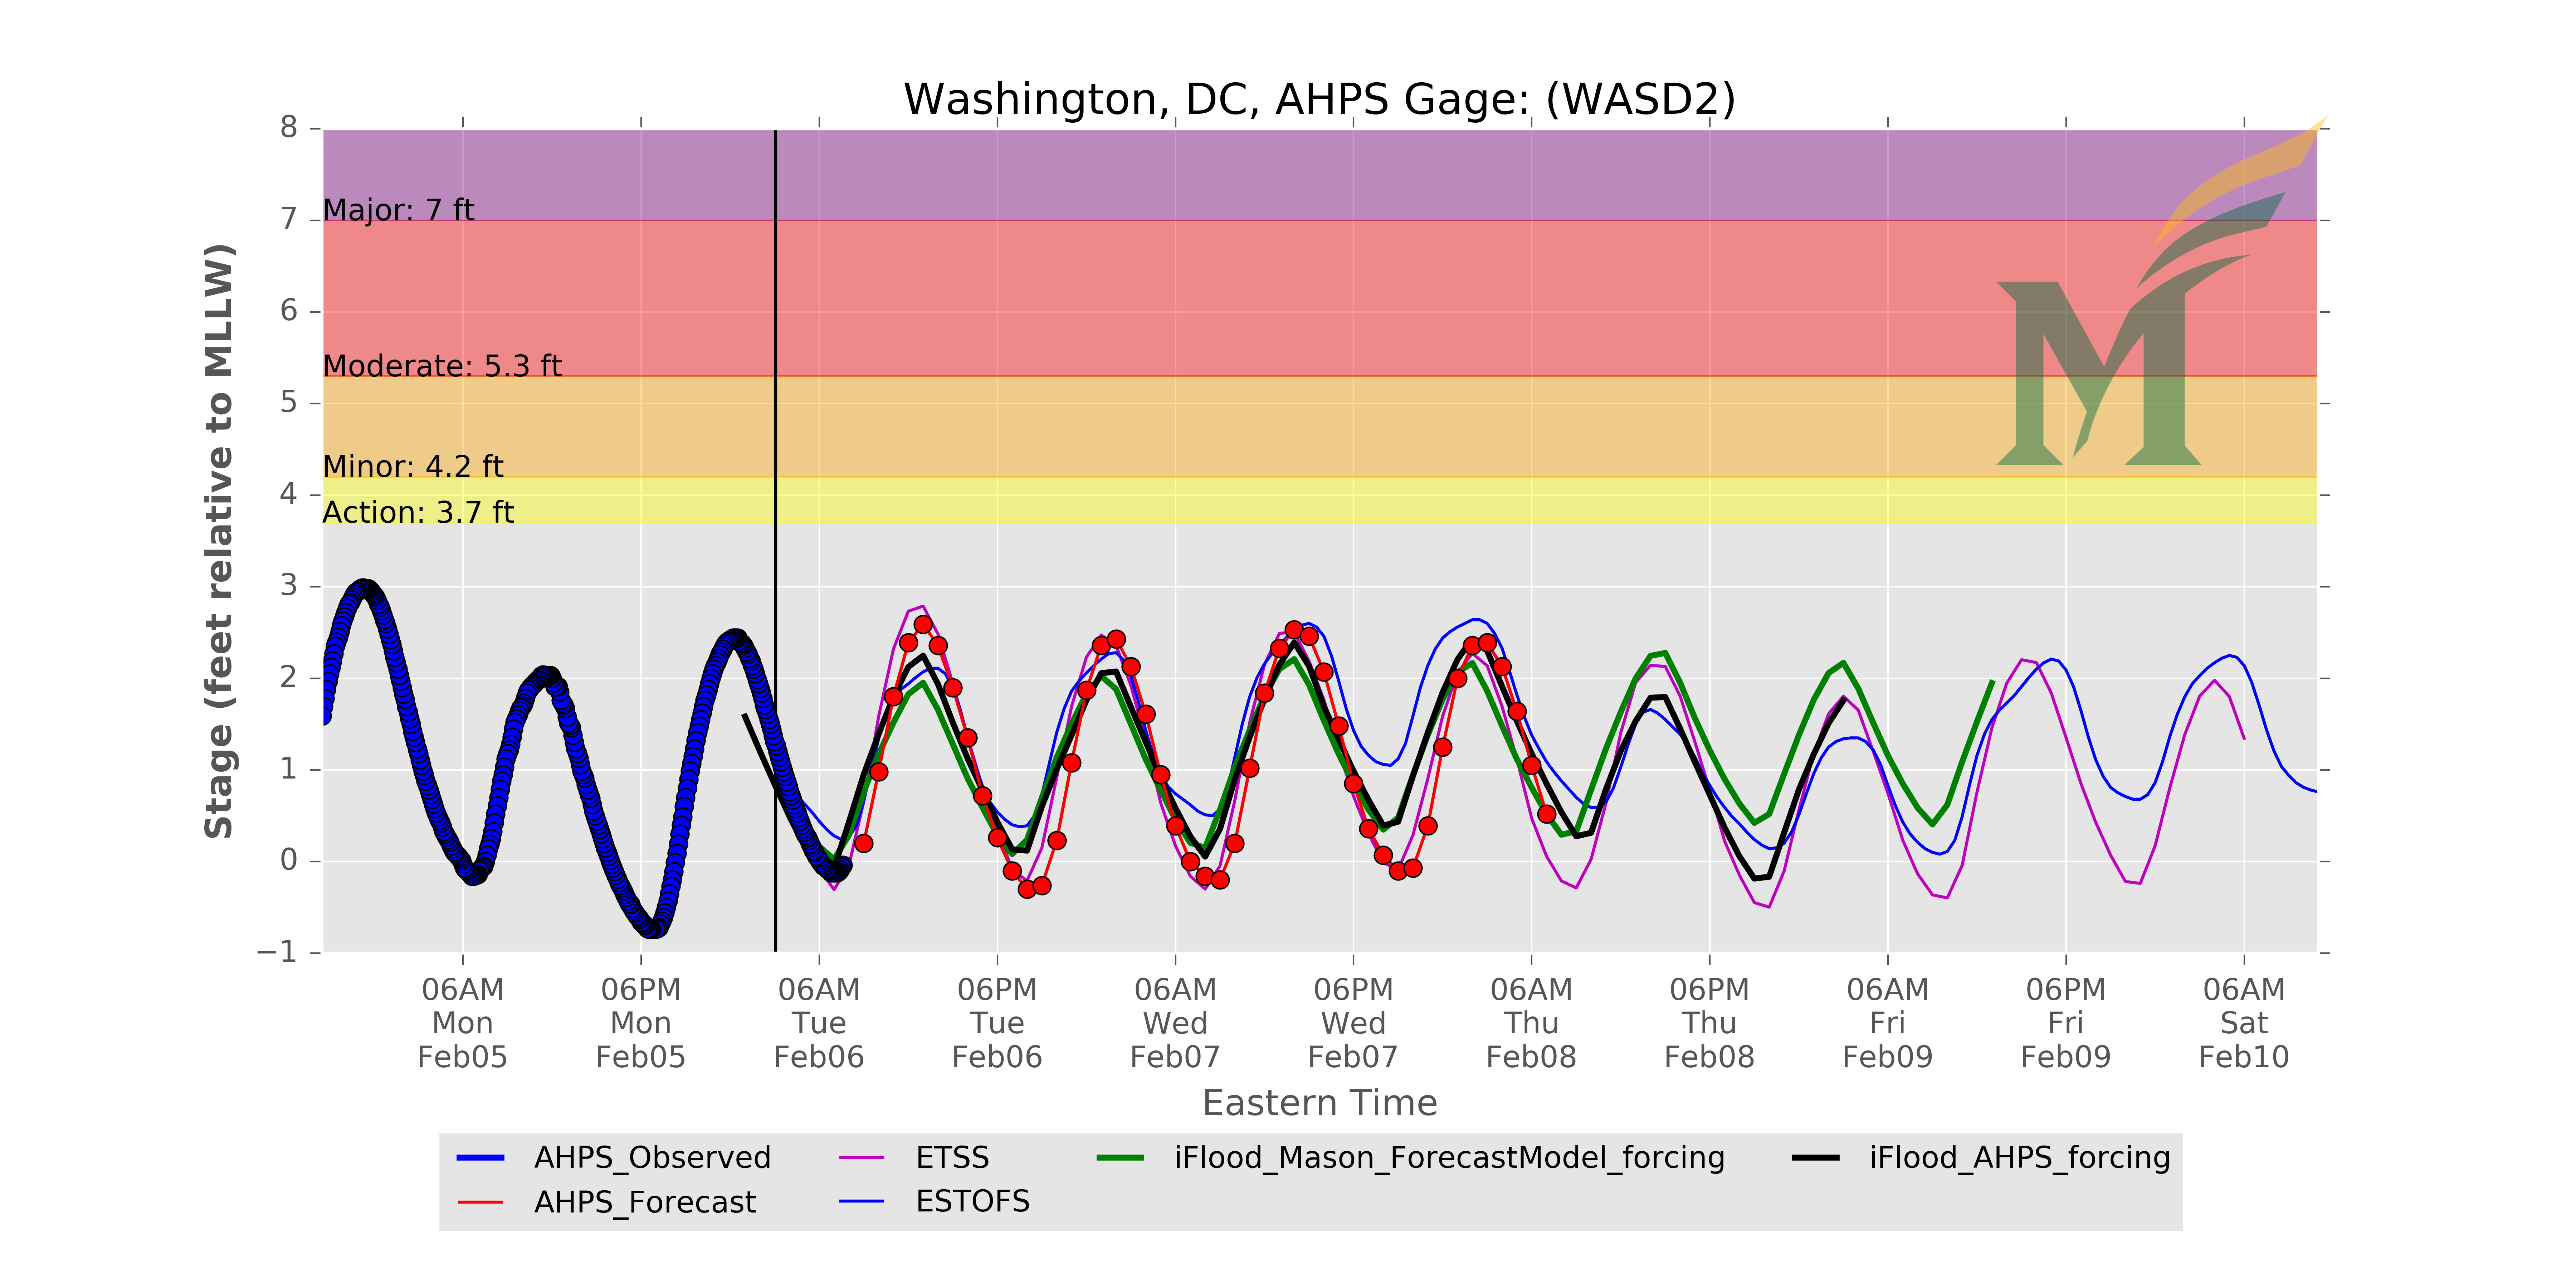 Washington, DC, AHPS Gage: (WASD2)
Stage (feet relative to MLLW)
8
7
6
5
4
3
2
1
0
−1
Major: 7 ft
Moderate: 5.3 ft
Minor: 4.2 ft
Action: 3.7 ft
M
06AM 06PM 06AM 06PM 06AM 06PM 06AM 06PM 06AM 06PM 06AM
Mon Mon Tue Tue Wed Wed Thu Thu Fri Fri Sat
Feb05 Feb05 Feb06 Feb06 Feb07 Feb07 Feb08 Feb08 Feb09 Feb09 Feb10
Eastern Time
AHPS_Observed ETSS iFlood_Mason_ForecastModel_forcing iFlood_AHPS_forcing
AHPS_Forecast ESTOFS